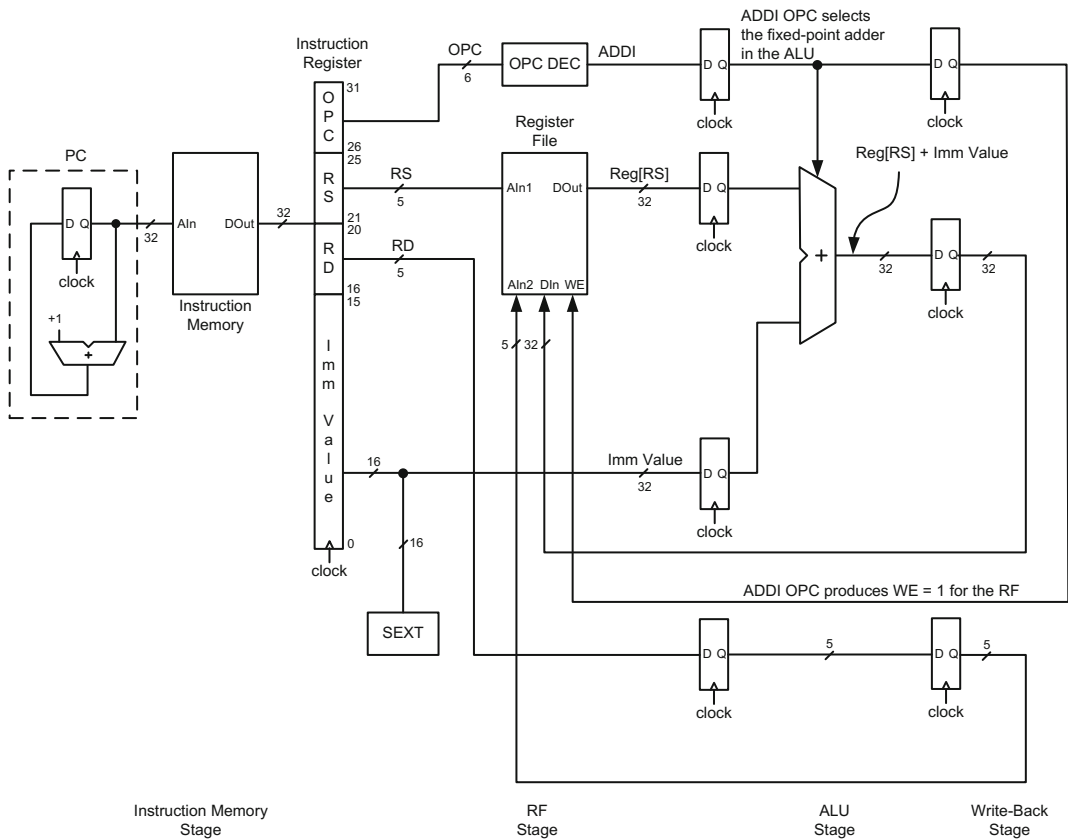 ADDI OPC selects
the fixed-point adder
in the ALU
Instruction
Register
OPC
6
OPC DEC
ADDI
D Q
clock
D Q
clock
31
O
P
C
26
25
R
S
21
20
R
D
16
15
I
m
m
V
a
l
u
e
0
clock
PC
D Q
clock
+1
+
32
AIn
DOut
Instruction
Memory
32
RS
5
RD
5
Register
File
AIn1
DOut
AIn2
DIn
WE
5
32
Reg[RS]
32
D Q
clock
Reg[RS] + Imm Value
+
32
D Q
clock
32
16
Imm Value
32
D Q
clock
16
SEXT
ADDI OPC produces WE = 1 for the RF
D Q
clock
5
D Q
clock
5
Instruction Memory
Stage
RF
Stage
ALU
Stage
Write-Back
Stage